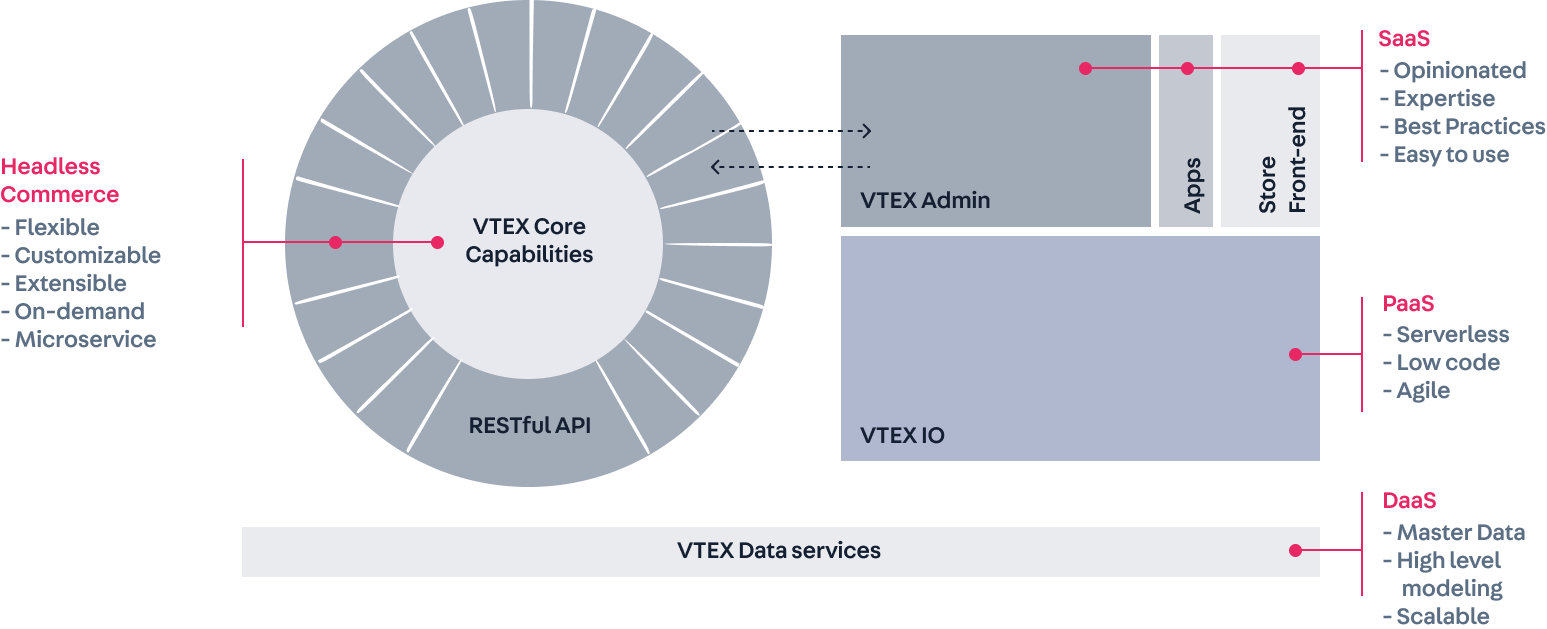 Headless
Commerce
- Flexible
- Customizable
- Extensible
- On-demand
- Microservice
VTEX Core
Capabilities
RESTful API
VTEX Admin
Apps
Store
Front-end
SaaS
- Opinionated
- Expertise
- Best Practices
- Easy to use
VTEX IO
PaaS
- Serverless
- Low code
- Agile
VTEX Data services
DaaS
- Master Data
- High level
modeling
- Scalable